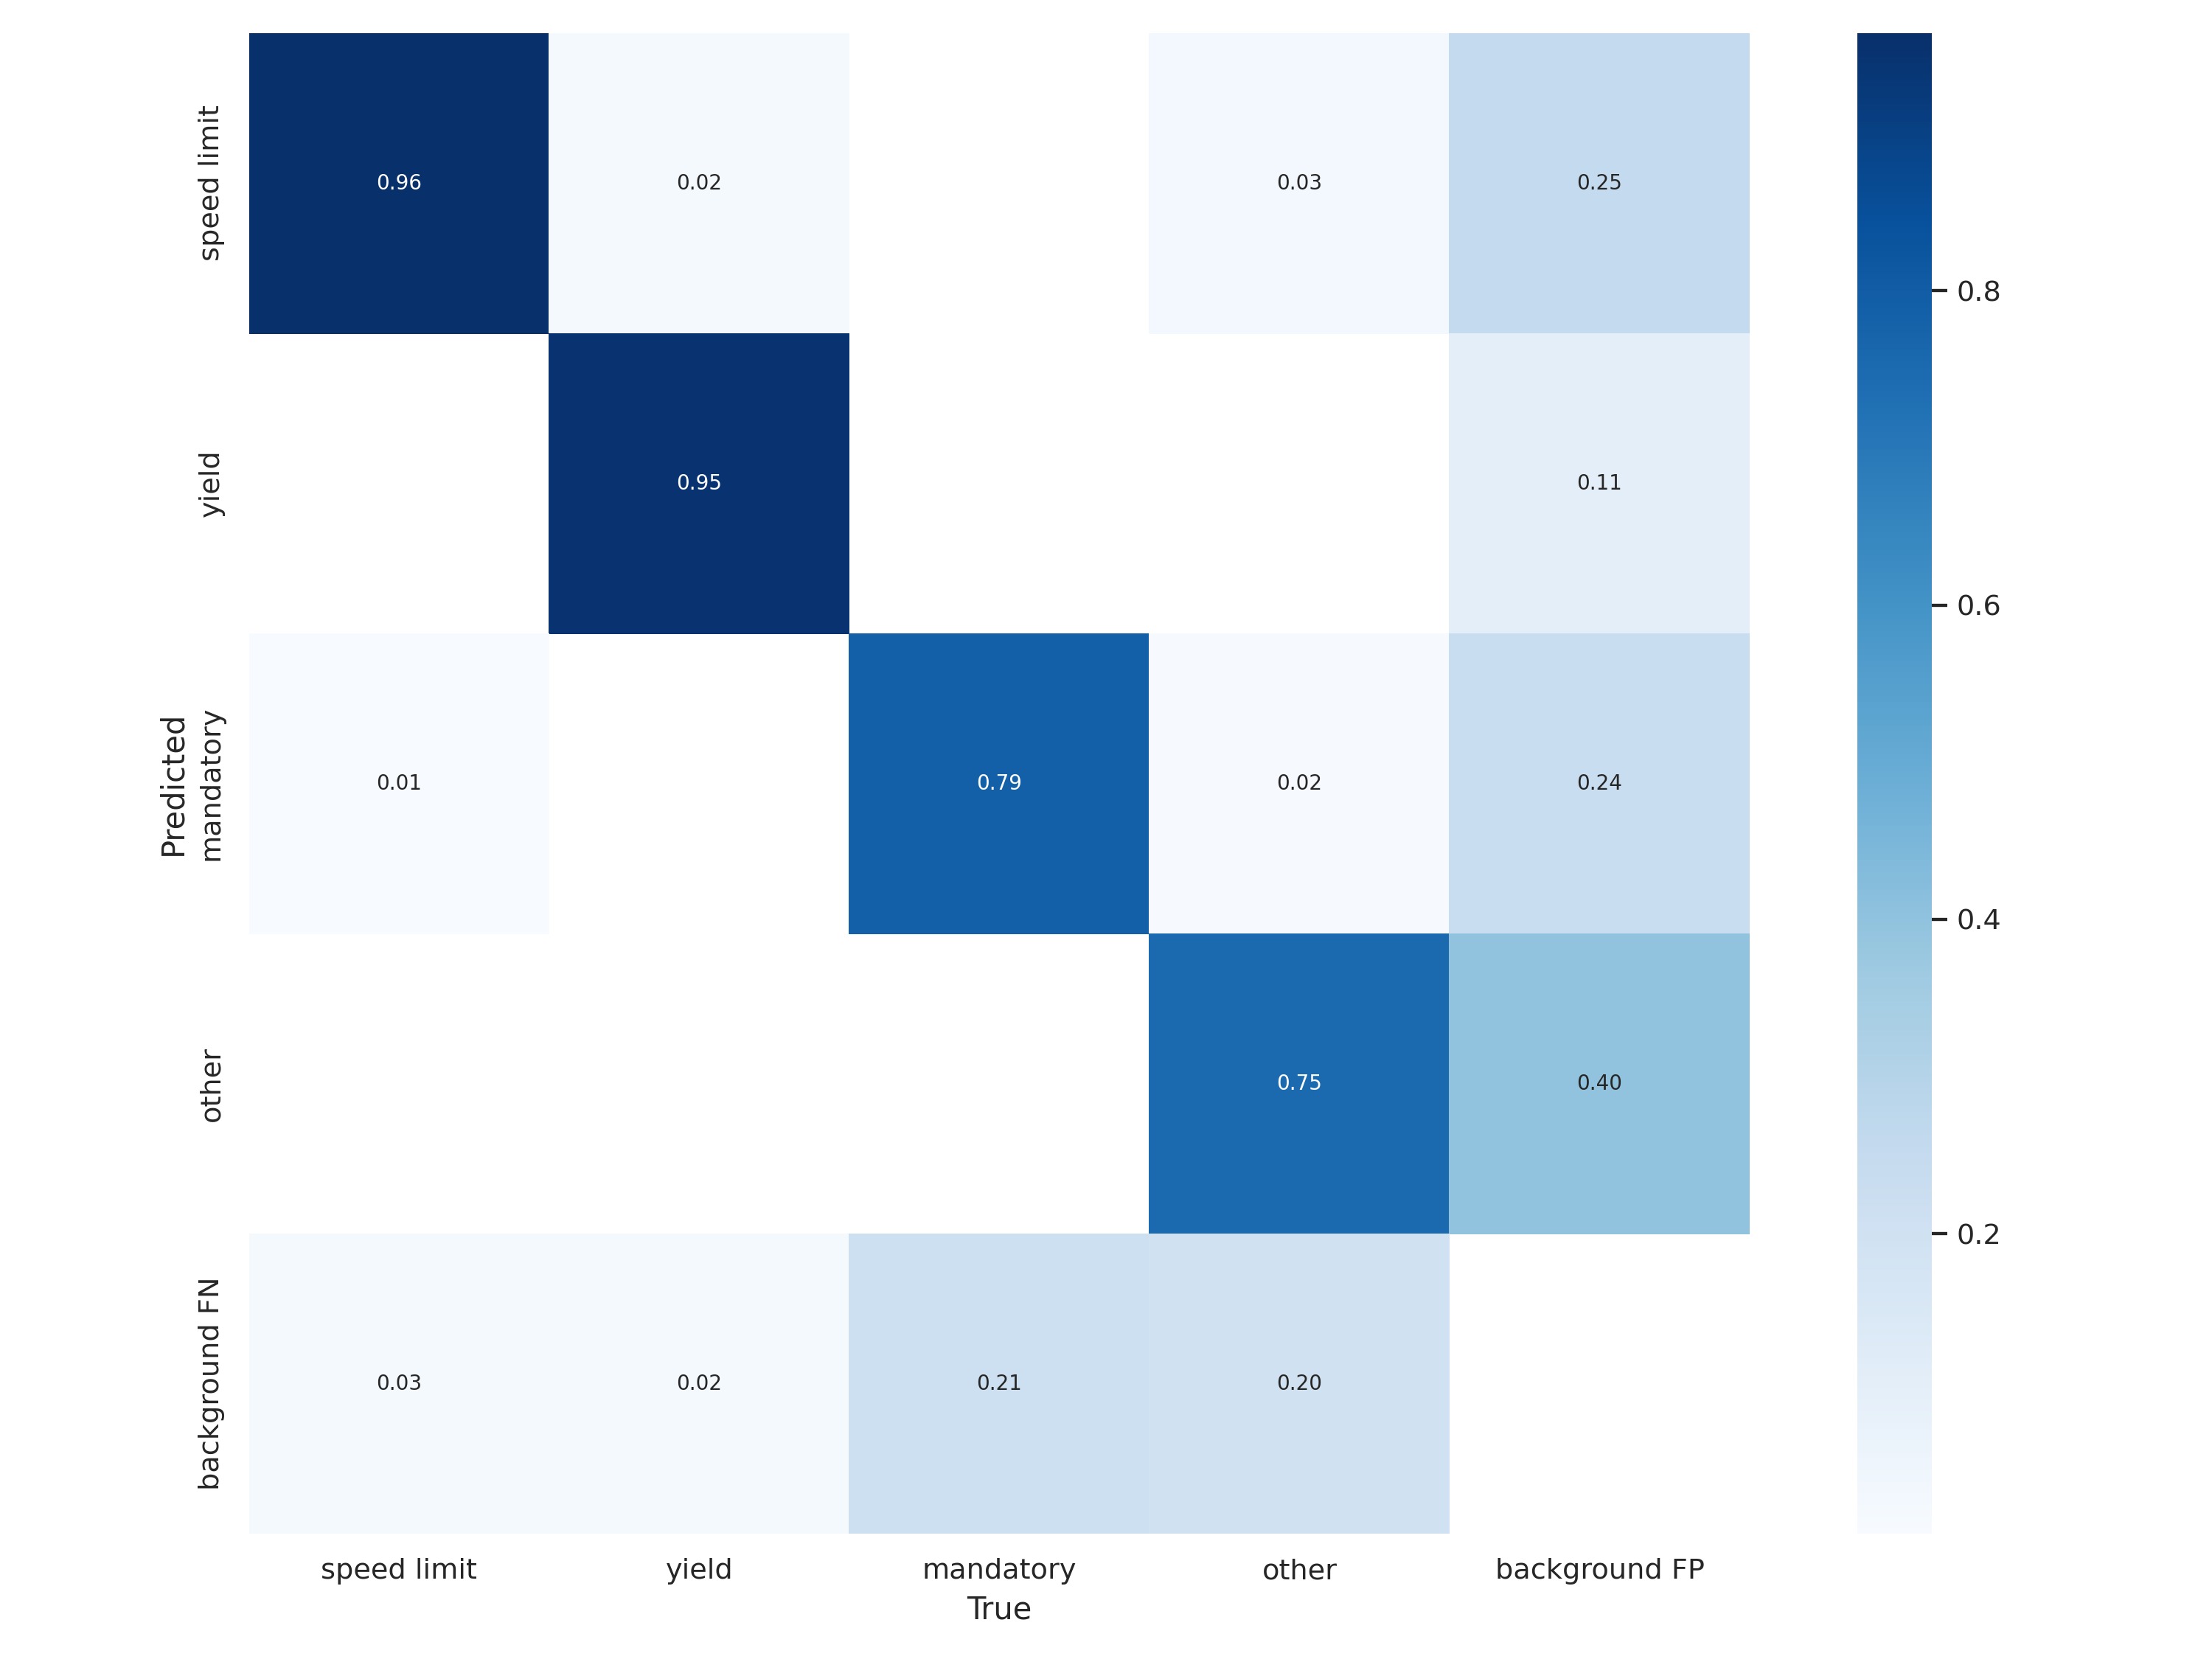 speed limit
0.96
0.02
0.03
0.25
yield
0.95
0.11
Predicted
mandatory
0.01
0.79
0.02
0.24
other
0.75
0.40
background FN
0.03
0.02
0.21
0.20
speed limit
yield
mandatory
other
background FP
True
0.8
0.6
0.4
0.2